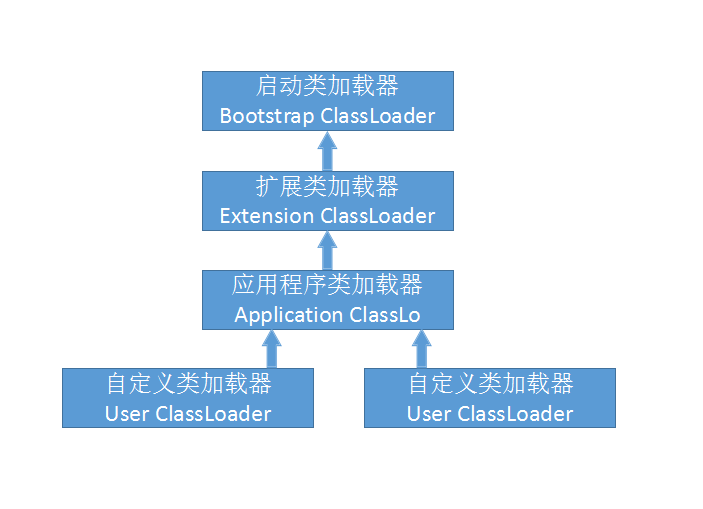 启动类加载器
Bootstrap ClassLoader
扩展类加载器
Extension ClassLoader
应用程序类加载器
Application ClassLo
自定义类加载器
User ClassLoader
自定义类加载器
User ClassLoader